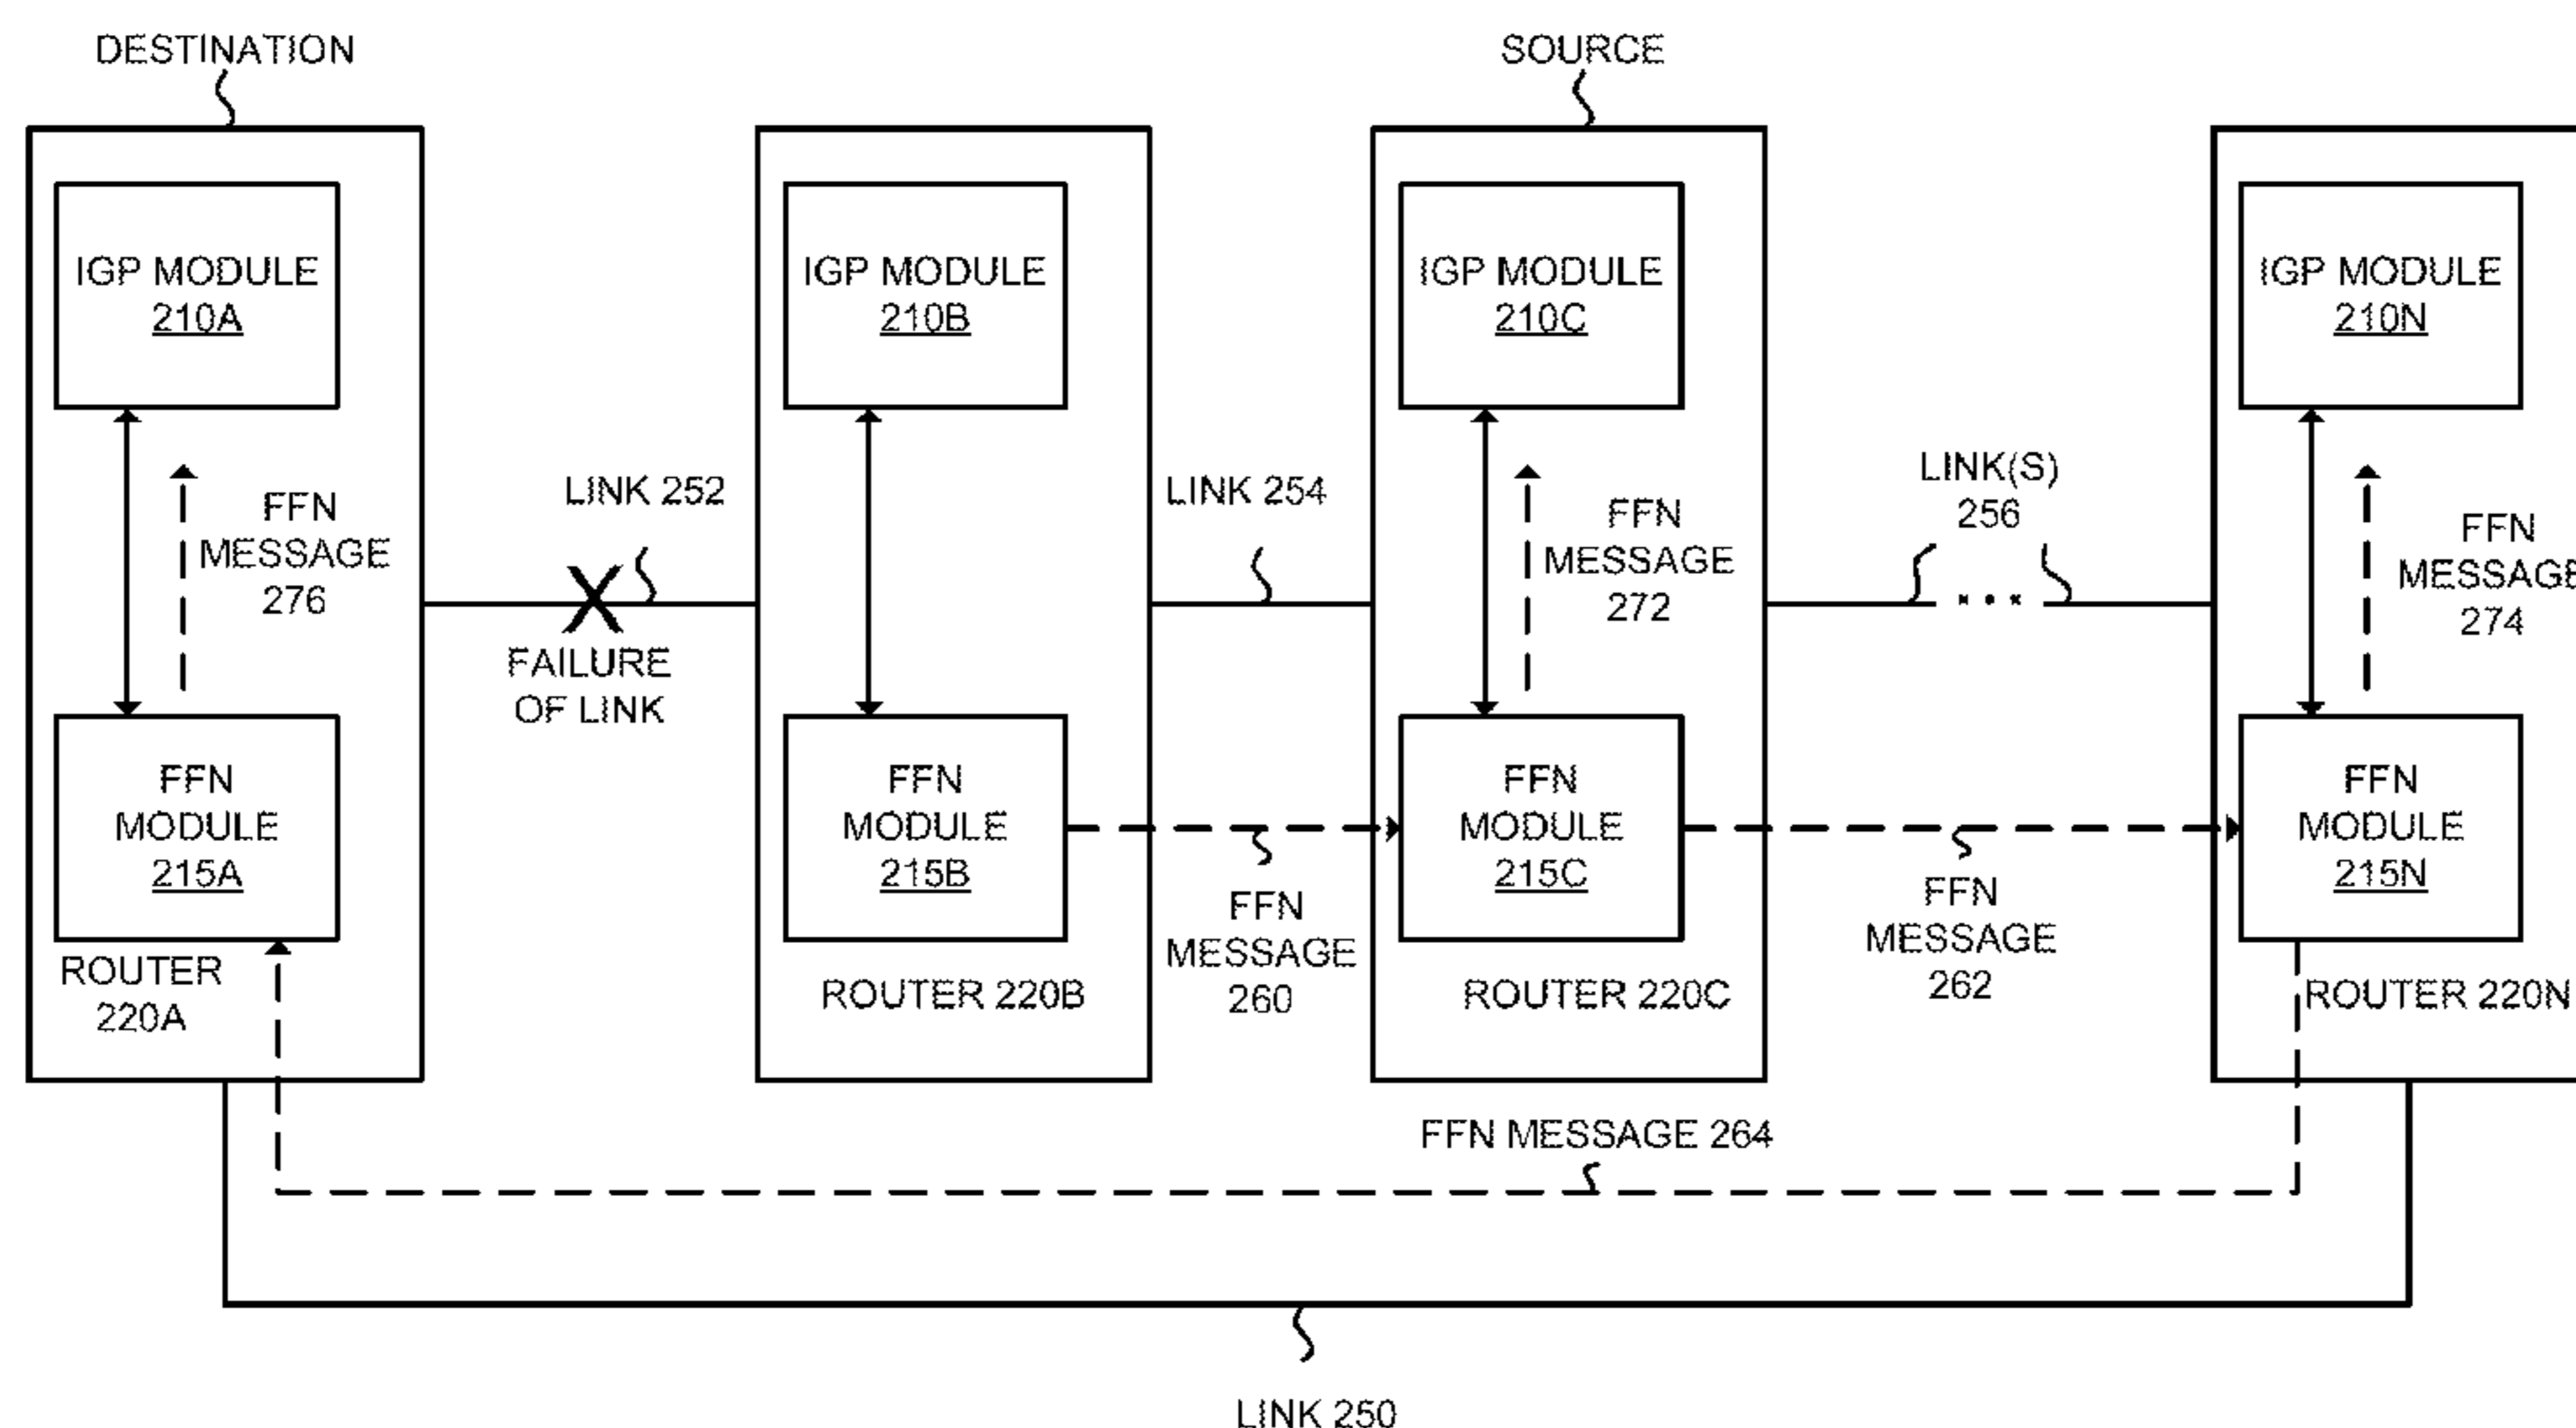 DESTINATION
SOURCE
IGP MODULE
210A
IGP MODULE
210B
IGP MODULE
210C
IGP MODULE
210N
FFN
MESSAGE
276
LINK 252
FAILURE
OF LINK
LINK 254
FFN
MESSAGE
272
LINK(S)
256
FFN
MESSAGE
274
FFN
MODULE
215A
ROUTER
220A
FFN
MODULE
215B
ROUTER 220B
FFN
MESSAGE
260
FFN
MODULE
215C
ROUTER 220C
FFN
MESSAGE
262
FFN
MODULE
215N
ROUTER 220N
FFN MESSAGE 264
LINK 250